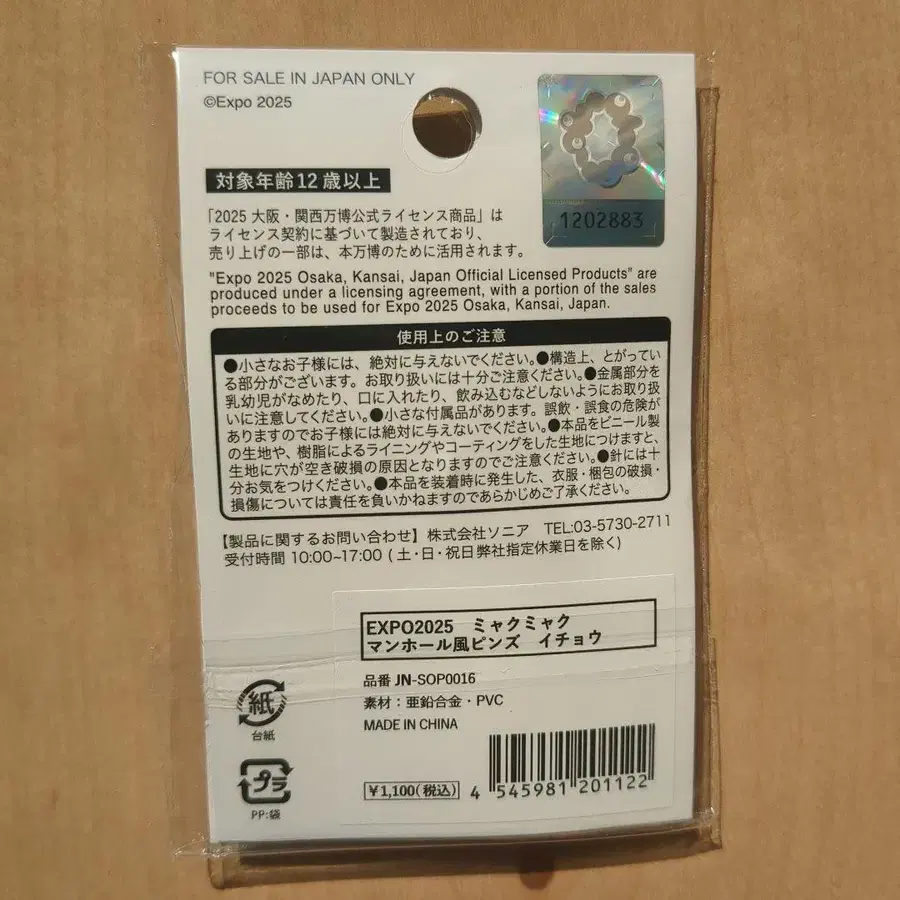 FOR SALE IN JAPAN ONLY
©Expo 2025
1202883
対象年齢12歳以上
「2025 大阪・関西万博公式ライセンス商品」は
ライセンス契約に基づいて製造されており、
売り上げの一部は、本万博のために活用されます。
"Expo 2025 Osaka, Kansai, Japan Official Licensed Products" are
produced under a licensing agreement, with a portion of the sales
proceeds to be used for Expo 2025 Osaka, Kansai, Japan.
使用上のご注意
●小さなお子様には、絶対に与えないでください。●構造上、とがってい
る部分がございます。お取り扱いには十分ご注意ください。●金属部分を
乳幼児がなめたり、口に入れたり、飲み込むなどしないようにお取り扱
いに注意してください。●小さな付属品があります。誤飲・誤食の危険が
ありますのでお子様には絶対に与えないでください。●本品をビニール製
の生地や、樹脂によるライニングやコーティングをした生地につけますと、
生地に穴が空き破損の原因となりますのでご注意ください。●針には十
分お気をつけください。●本品を装着時に発生した、衣服・梱包の破損・
損傷については責任を負いかねますのであらかじめご了承ください。
【製品に関するお問い合わせ】株式会社ソニア TEL:03-5730-2711
受付時間 10:00~17:00 (土・日・祝日弊社指定休業日を除く)
EXPO2025 ミャクミャク
マンホール風ピンズ イチョウ
品番 JN-SOP0016
素材：亜鉛合金・PVC
MADE IN CHINA
紙
台紙
プラ
PP:袋
￥1,100(税込)
4 545981 201122